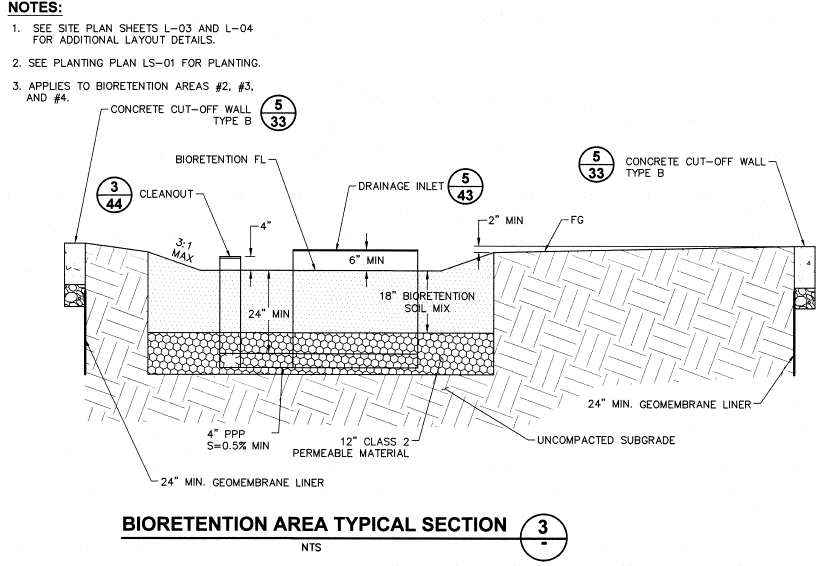 NOTES:
1. SEE SITE PLAN SHEETS L-03 AND L-04
FOR ADDITIONAL LAYOUT DETAILS.
2. SEE PLANTING PLAN LS-01 FOR PLANTING.
3. APPLIES TO BIORETENTION AREAS #2, #3,
AND #4.
CONCRETE CUT-OFF WALL
TYPE B
5
33
BIORETENTION FL
3
44
CLEANOUT
DRAINAGE INLET
5
43
5
33
CONCRETE CUT-OFF WALL
TYPE B
3:1
MAX
4"
6" MIN
2" MIN
FG
24" MIN
18" BIORETENTION
SOIL MIX
4" PPP
S=0.5% MIN
12" CLASS 2
PERMEABLE MATERIAL
24" MIN. GEOMEMBRANE LINER
UNCOMPACTED SUBGRADE
24" MIN. GEOMEMBRANE LINER
BIORETENTION AREA TYPICAL SECTION
3
-
NTS